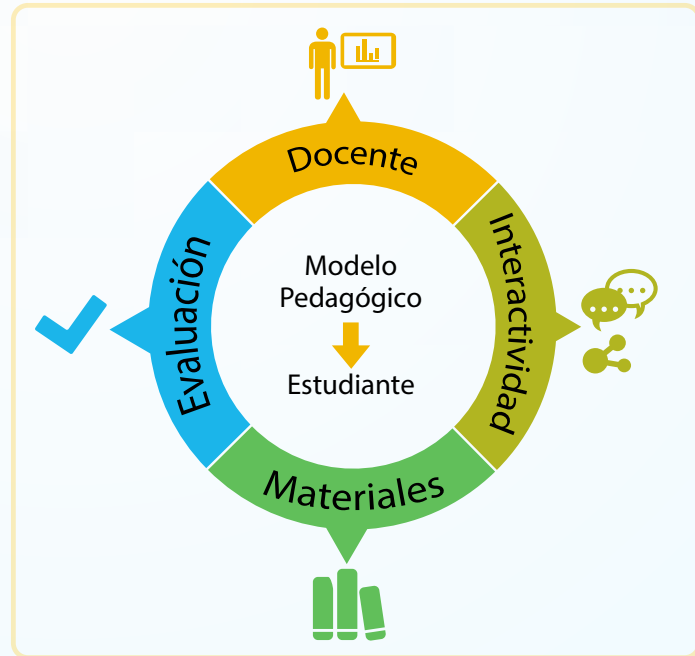 Docente
Interactividad
Materiales
Evaluación
Modelo
Pedagógico
Estudiante